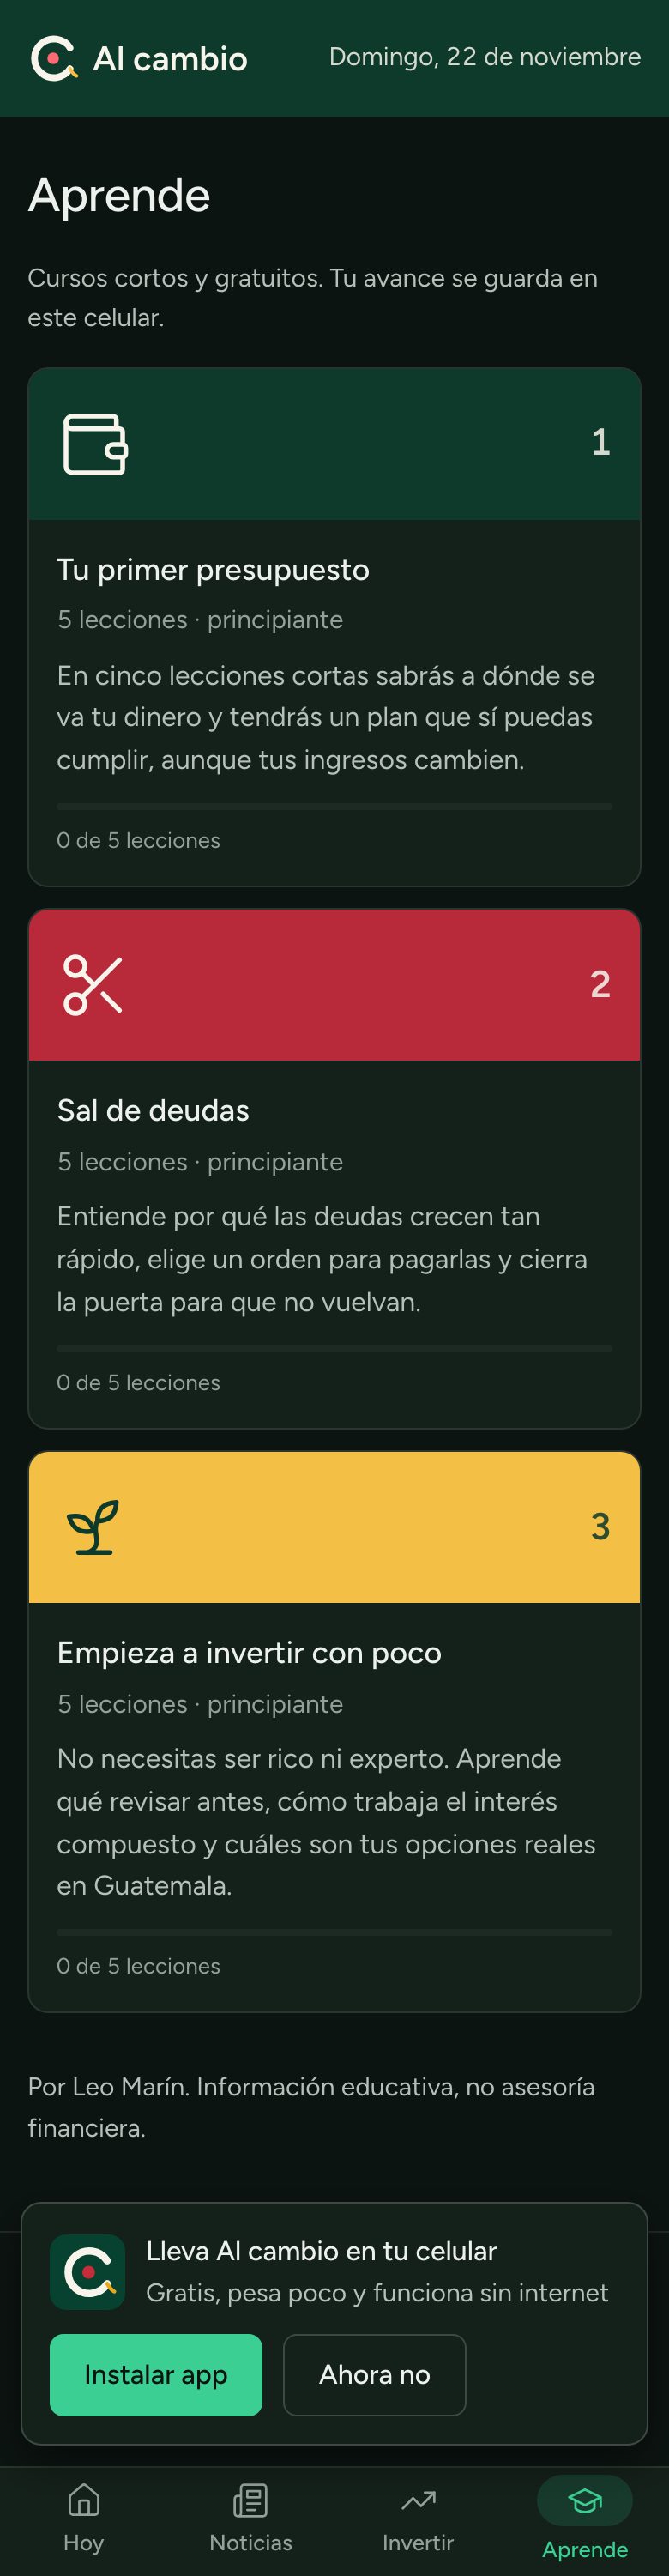 Al cambio
Domingo, 22 de noviembre
Aprende
Cursos cortos y gratuitos. Tu avance se guarda en
este celular.
1
Tu primer presupuesto
5 lecciones · principiante
En cinco lecciones cortas sabrás a dónde se
va tu dinero y tendrás un plan que sí puedas
cumplir, aunque tus ingresos cambien.
0 de 5 lecciones
2
Sal de deudas
5 lecciones · principiante
Entiende por qué las deudas crecen tan
rápido, elige un orden para pagarlas y cierra
la puerta para que no vuelvan.
0 de 5 lecciones
3
Empieza a invertir con poco
5 lecciones · principiante
No necesitas ser rico ni experto. Aprende
qué revisar antes, cómo trabaja el interés
compuesto y cuáles son tus opciones reales
en Guatemala.
0 de 5 lecciones
Por Leo Marín. Información educativa, no asesoría
financiera.
Lleva Al cambio en tu celular
Gratis, pesa poco y funciona sin internet
Instalar app
Ahora no
Hoy
Noticias
Invertir
Aprende